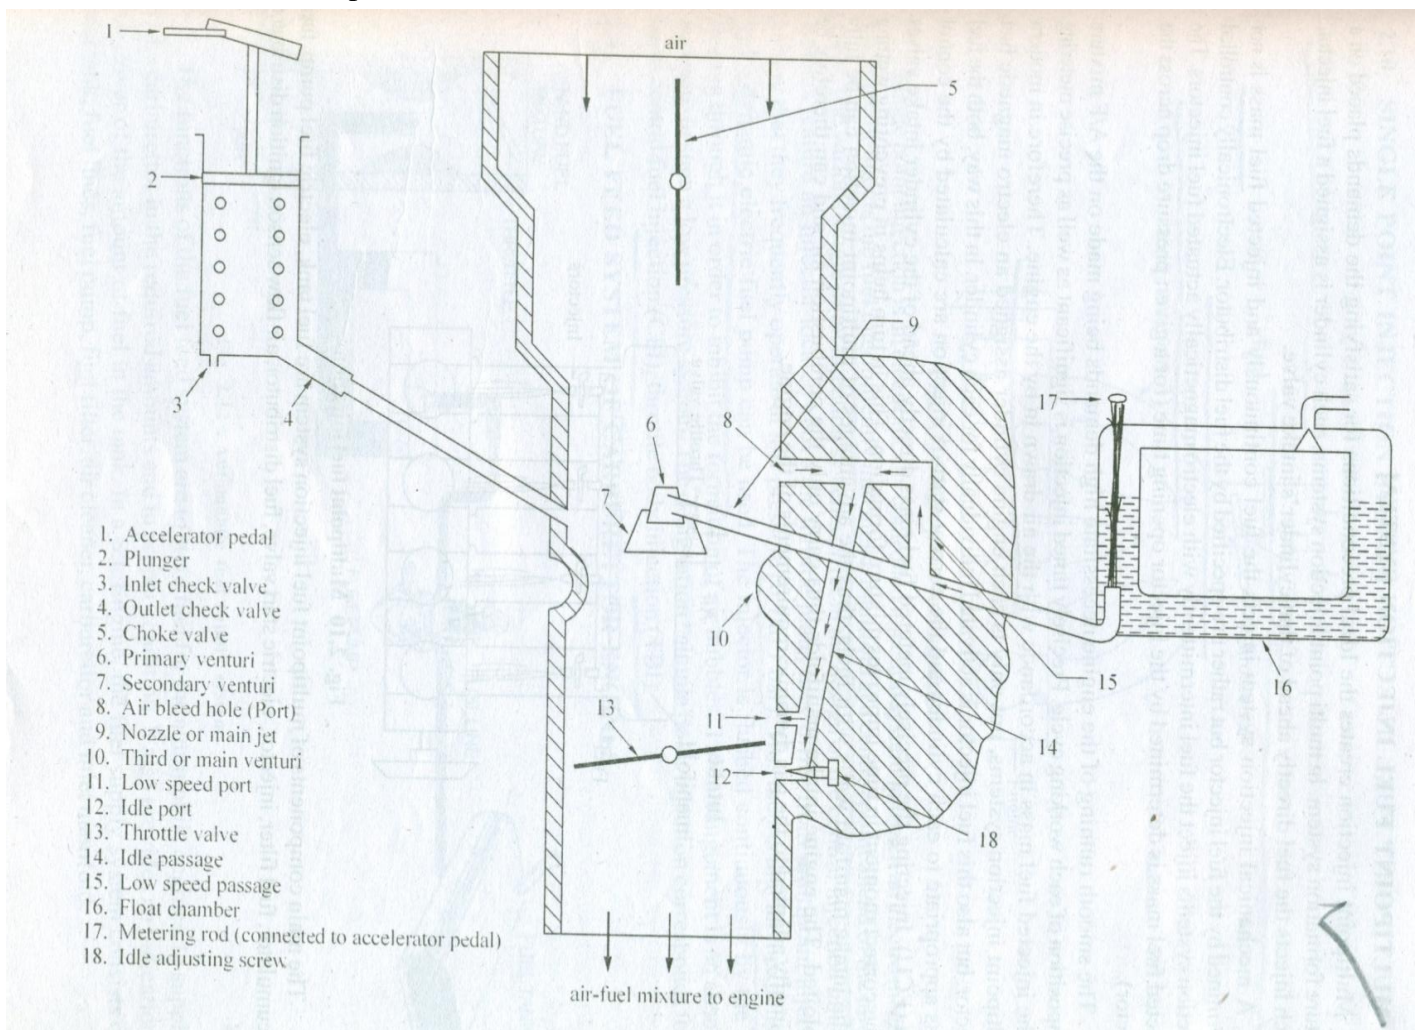 air
1
5
2
9
3
4
6
8
17
7
10
11
15
16
13
12
14
18
1. Accelerator pedal
2. Plunger
3. Inlet check valve
4. Outlet check valve
5. Choke valve
6. Primary venturi
7. Secondary venturi
8. Air bleed hole (Port)
9. Nozzle or main jet
10. Third or main venturi
11. Low speed port
12. Idle port
13. Throttle valve
14. Idle passage
15. Low speed passage
16. Float chamber
17. Metering rod (connected to accelerator pedal)
18. Idle adjusting screw
air-fuel mixture to engine